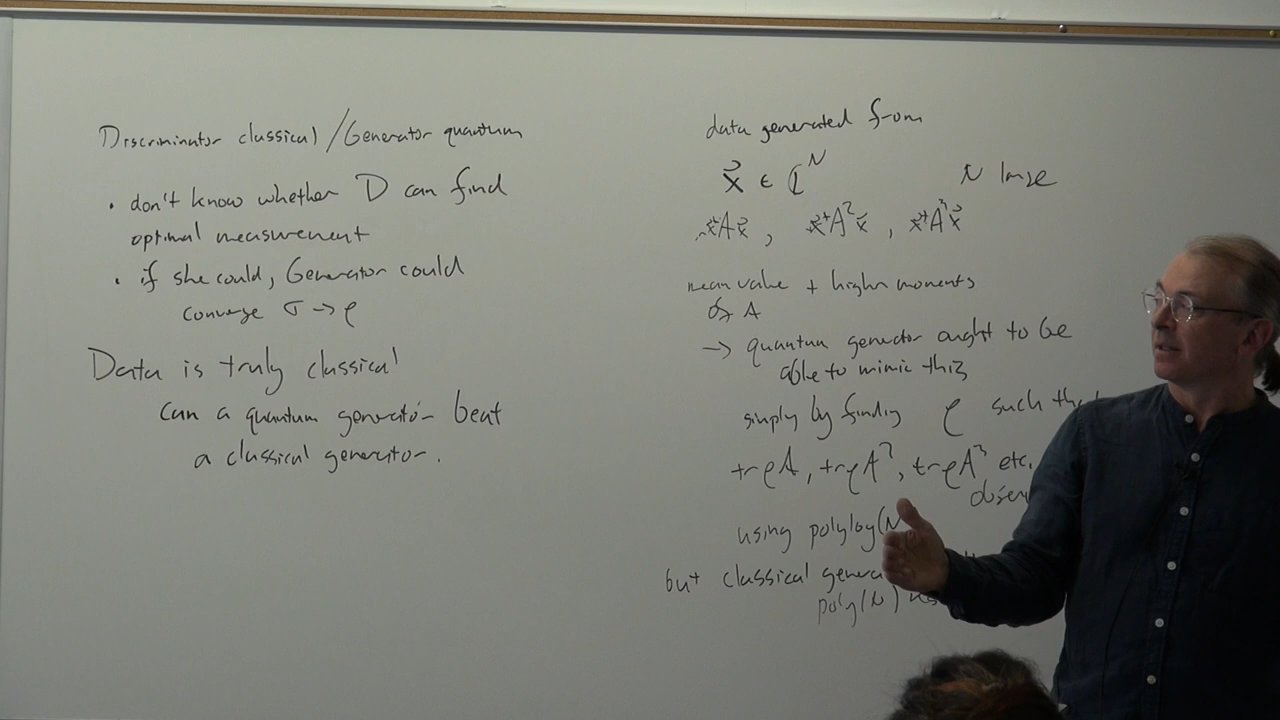 Discriminator classical / Generator quantum
• don't know whether D can find
optimal measurement
• if she could, Generator could
converge σ → ρ
Data is truly classical
can a quantum generator beat
a classical generator.
data generated from
x⃗ ∈ ℂᴺ N large
x⃗†Ax⃗ , x⃗†A²x⃗ , x⃗†A³x⃗
mean value + higher moments
of A
→ quantum generator ought to be
able to mimic this
simply by finding ρ such that
trρA, trρA², trρA³ etc.
using polylog(N
but classical genera
poly(N)